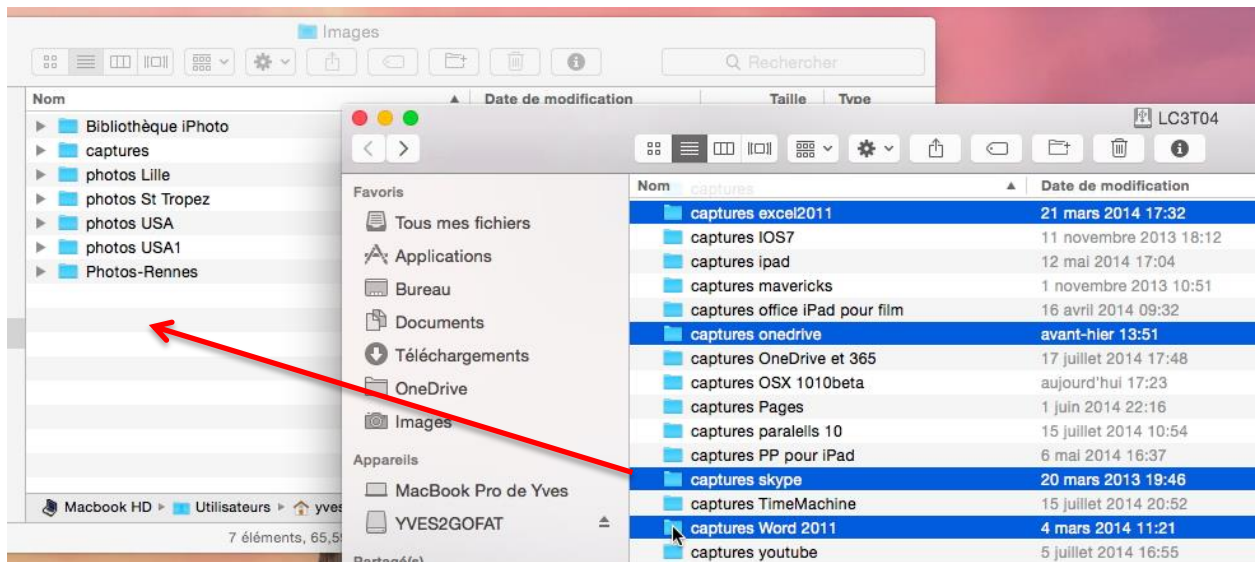 Images
Rechercher
Nom Date de modification Taille Type
Bibliothèque iPhoto
captures
photos Lille
photos St Tropez
photos USA
photos USA1
Photos-Rennes
Macbook HD Utilisateurs yves
7 éléments,
LC3T04
Favoris
Tous mes fichiers
Applications
Bureau
Documents
Téléchargements
OneDrive
Images
Appareils
MacBook Pro de Yves
YVES2GOFAT
Partagé(s)
Nom captures Date de modification
captures excel2011 21 mars 2014 17:32
captures IOS7 11 novembre 2013 18:12
captures ipad 12 mai 2014 17:04
captures mavericks 1 novembre 2013 10:51
captures office iPad pour film 16 avril 2014 09:32
captures onedrive avant-hier 13:51
captures OneDrive et 365 17 juillet 2014 17:48
captures OSX 1010beta aujourd'hui 17:23
captures Pages 1 juin 2014 22:16
captures paralells 10 15 juillet 2014 10:54
captures PP pour iPad 6 mai 2014 16:37
captures skype 20 mars 2013 19:46
captures TimeMachine 15 juillet 2014 20:52
captures Word 2011 4 mars 2014 11:21
captures youtube 5 juillet 2014 16:55